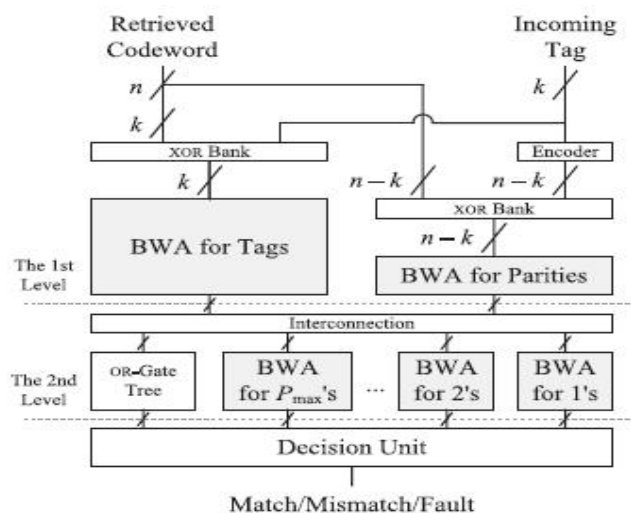 Retrieved
Codeword
Incoming
Tag
n
k
k
XOR Bank
Encoder
k
n – k
n – k
XOR Bank
BWA for Tags
n – k
The 1st
Level
BWA for Parities
Interconnection
The 2nd
Level
OR-Gate
Tree
BWA
for Pmax's
...
BWA
for 2's
BWA
for 1's
Decision Unit
Match/Mismatch/Fault